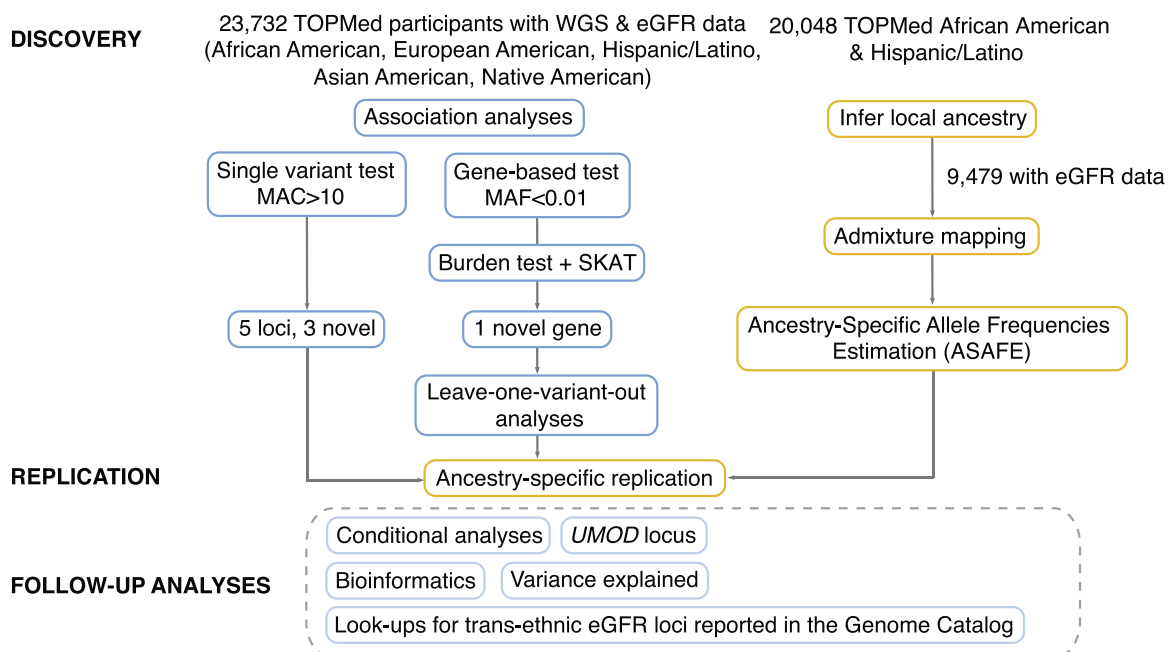 DISCOVERY
23,732 TOPMed participants with WGS & eGFR data
(African American, European American, Hispanic/Latino,
Asian American, Native American)
20,048 TOPMed African American
& Hispanic/Latino
Association analyses
Infer local ancestry
Single variant test
MAC>10
Gene-based test
MAF<0.01
9,479 with eGFR data
Admixture mapping
Burden test + SKAT
5 loci, 3 novel
1 novel gene
Ancestry-Specific Allele Frequencies
Estimation (ASAFE)
Leave-one-variant-out
analyses
REPLICATION
Ancestry-specific replication
FOLLOW-UP ANALYSES
Conditional analyses
UMOD locus
Bioinformatics
Variance explained
Look-ups for trans-ethnic eGFR loci reported in the Genome Catalog